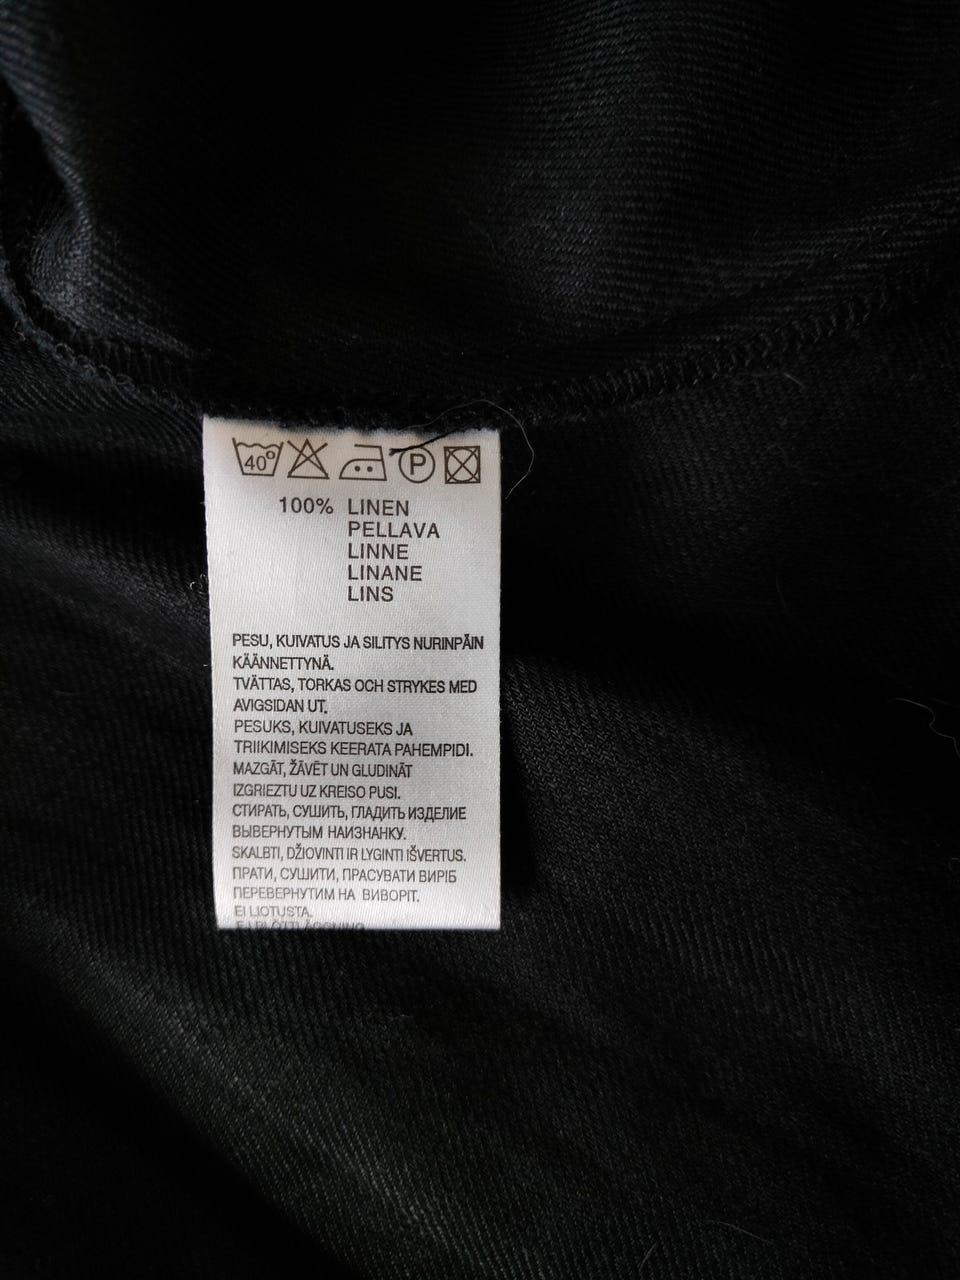 40°
P
100% LINEN
PELLAVA
LINNE
LINANE
LINS
PESU, KUIVATUS JA SILITYS NURINPÄIN
KÄÄNNETTYNÄ.
TVÄTTAS, TORKAS OCH STRYKES MED
AVIGSIDAN UT.
PESUKS, KUIVATUSEKS JA
TRIIKIMISEKS KEERATA PAHEMPIDI.
MAZGĀT, ŽĀVĒT UN GLUDINĀT
IZGRIEZTU UZ KREISO PUSI.
СТИРАТЬ, СУШИТЬ, ГЛАДИТЬ ИЗДЕЛИЕ
ВЫВЕРНУТЫМ НАИЗНАНКУ.
SKALBTI, DŽIOVINTI IR LYGINTI IŠVERTUS.
ПРАТИ, СУШИТИ, ПРАСУВАТИ ВИРІБ
ПЕРЕВЕРНУТИМ НА ВИВОРІТ.
EI LIOTUSTA.